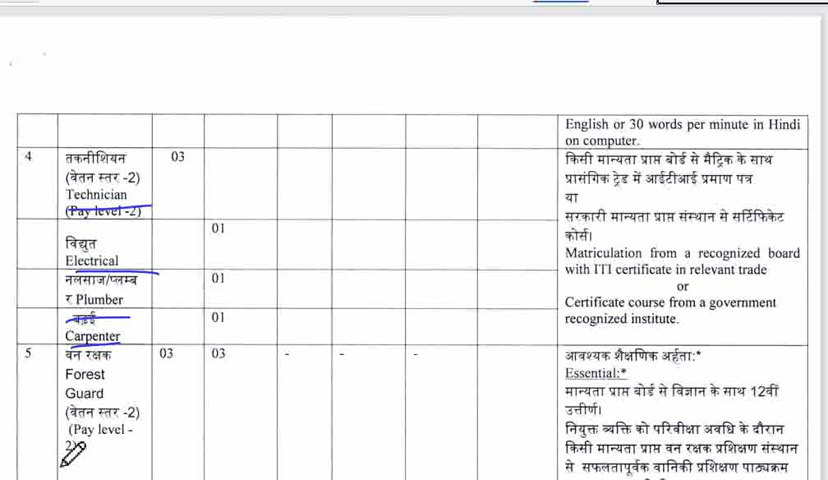 English or 30 words per minute in Hindi
on computer.
4
तकनीशियन
(वेतन स्तर -2)
Technician
(Pay level -2)
03
किसी मान्यता प्राप्त बोर्ड से मैट्रिक के साथ
प्रासंगिक ट्रेड में आईटीआई प्रमाण पत्र
या
सरकारी मान्यता प्राप्त संस्थान से सर्टिफिकेट
कोर्स।
Matriculation from a recognized board
with ITI certificate in relevant trade
or
Certificate course from a government
recognized institute.
विद्युत
Electrical
01
नलसाज/प्लम्ब
र Plumber
01
बढ़ई
Carpenter
01
5
वन रक्षक
Forest
Guard
(वेतन स्तर -2)
(Pay level -
2)
03
03
-
-
-
आवश्यक शैक्षणिक अर्हता:*
Essential:*
मान्यता प्राप्त बोर्ड से विज्ञान के साथ 12वीं
उत्तीर्ण।
नियुक्त व्यक्ति को परिवीक्षा अवधि के दौरान
किसी मान्यता प्राप्त वन रक्षक प्रशिक्षण संस्थान
से सफलतापूर्वक वानिकी प्रशिक्षण पाठ्यक्रम